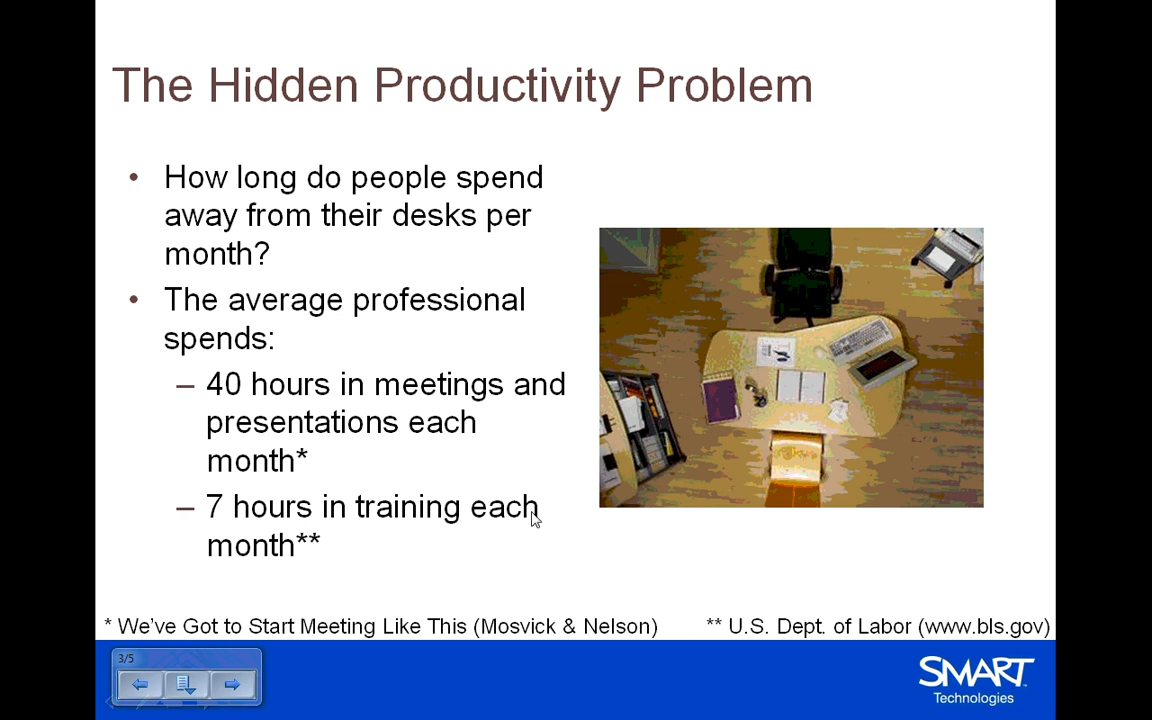 The Hidden Productivity Problem
• How long do people spend
away from their desks per
month?
• The average professional
spends:
– 40 hours in meetings and
presentations each
month*
– 7 hours in training each
month**
* We've Got to Start Meeting Like This (Mosvick & Nelson)
** U.S. Dept. of Labor (www.bls.gov)
3/5
SMART
Technologies